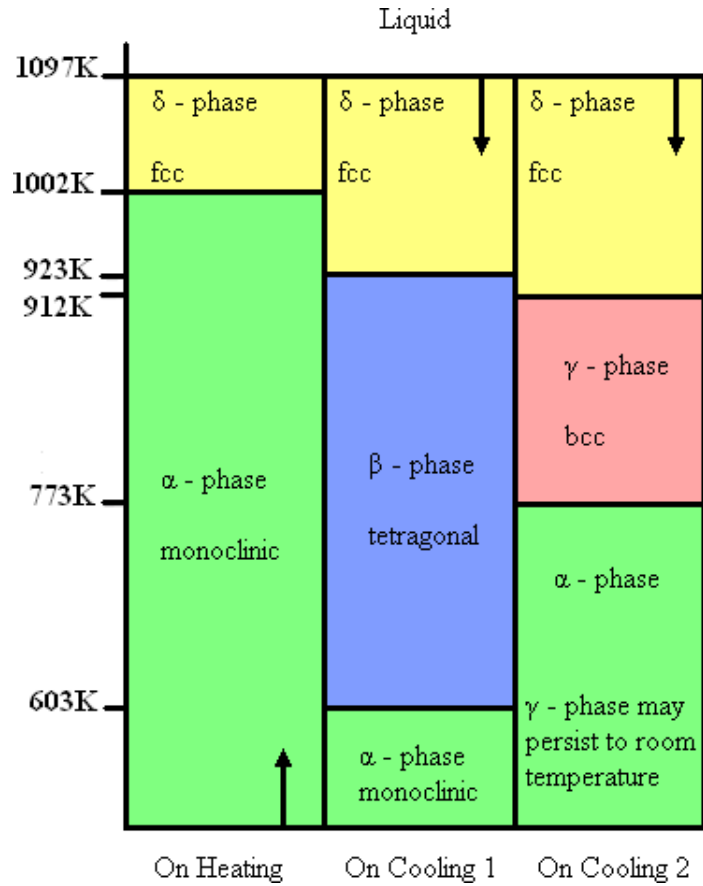 Liquid
1097K
δ - phase
fcc
δ - phase
fcc
δ - phase
fcc
1002K
923K
912K
γ - phase
bcc
α - phase
monoclinic
β - phase
tetragonal
773K
α - phase
603K
γ - phase may
persist to room
temperature
α - phase
monoclinic
On Heating
On Cooling 1
On Cooling 2